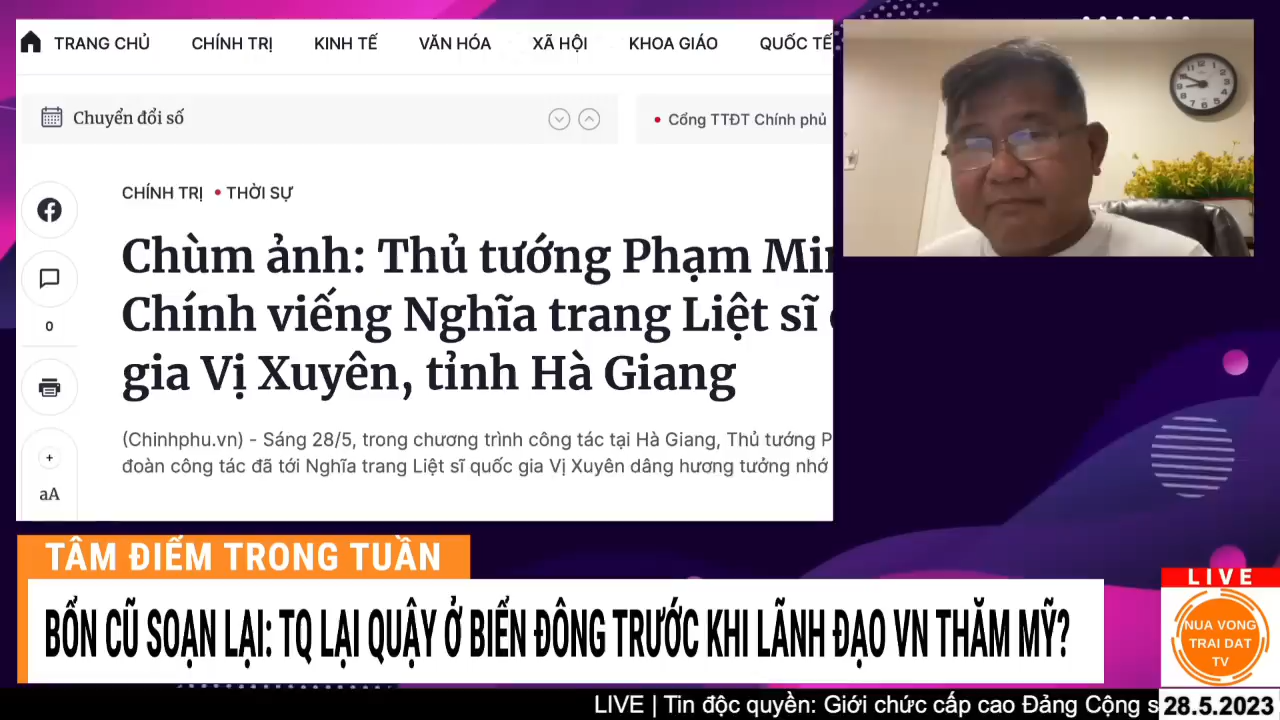 TRANG CHỦ CHÍNH TRỊ KINH TẾ VĂN HÓA XÃ HỘI KHOA GIÁO QUỐC TẾ
Chuyển đổi số
Cổng TTĐT Chính phủ
CHÍNH TRỊ • THỜI SỰ
Chùm ảnh: Thủ tướng Phạm Min
Chính viếng Nghĩa trang Liệt sĩ
gia Vị Xuyên, tỉnh Hà Giang
0
(Chinhphu.vn) - Sáng 28/5, trong chương trình công tác tại Hà Giang, Thủ tướng P
đoàn công tác đã tới Nghĩa trang Liệt sĩ quốc gia Vị Xuyên dâng hương tưởng nhớ
+
aA
TÂM ĐIỂM TRONG TUẦN
BỔN CŨ SOẠN LẠI: TQ LẠI QUẬY Ở BIỂN ĐÔNG TRƯỚC KHI LÃNH ĐẠO VN THĂM MỸ?
LIVE
NUA VONG
TRAI DAT
TV
LIVE | Tin độc quyền: Giới chức cấp cao Đảng Cộng s
28.5.2023